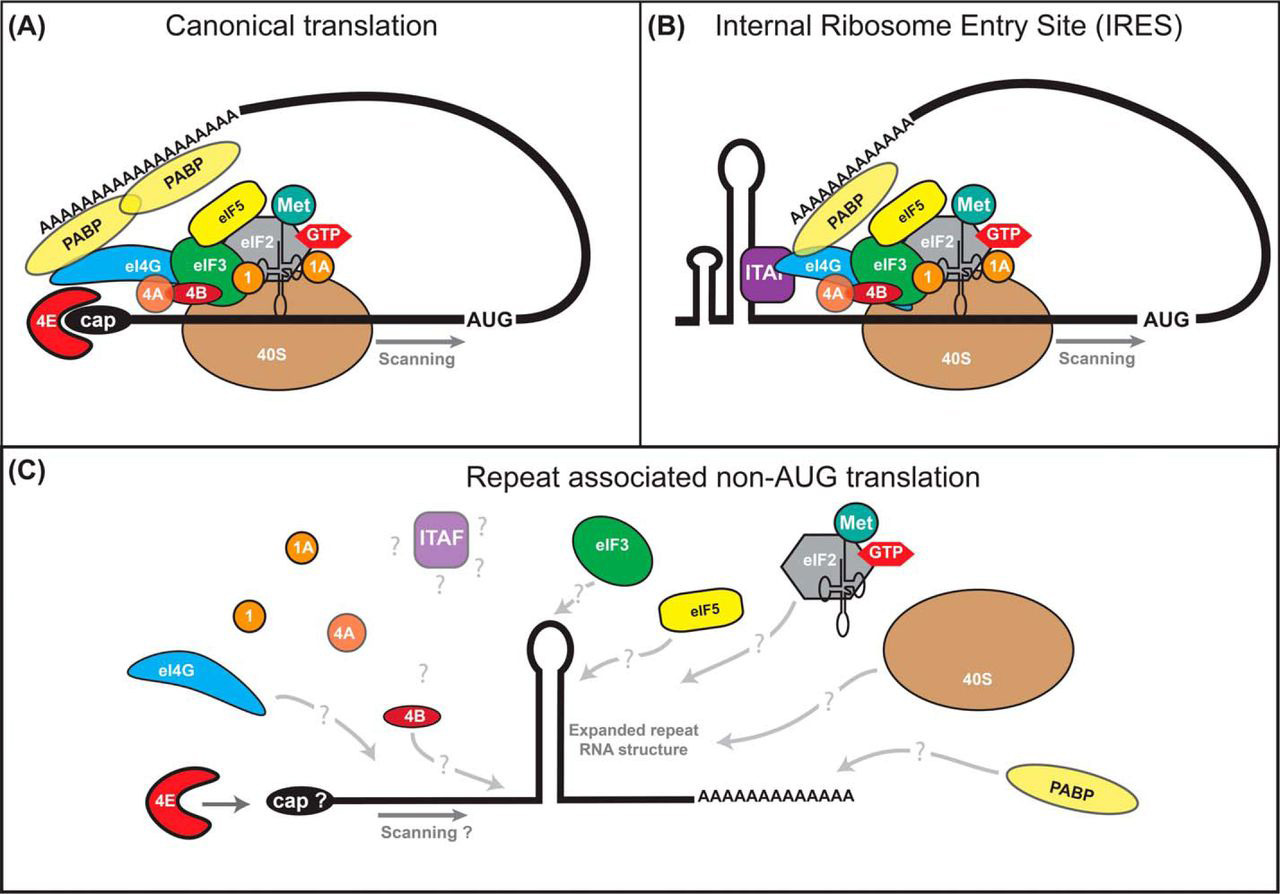 (A) Canonical translation
AAAAAAAAAAAAAAAAAA
PABP
PABP
eIF5
Met
eIF2
GTP
eI4G
eIF3
1
S
1A
4A
4B
4E
cap
AUG
40S
Scanning
(B) Internal Ribosome Entry Site (IRES)
AAAAAAAAAAAA
PABP
eIF5
Met
eIF2
GTP
ITAF
eI4G
eIF3
1
S
1A
4A
4B
AUG
40S
Scanning
(C)
Repeat associated non-AUG translation
1A
ITAF
?
?
?
?
eIF3
?
Met
eIF2
GTP
S
1
4A
eIF5
?
?
eI4G
?
40S
?
4B
?
?
Expanded repeat
RNA structure
?
PABP
4E
cap ?
AAAAAAAAAAAAA
Scanning ?